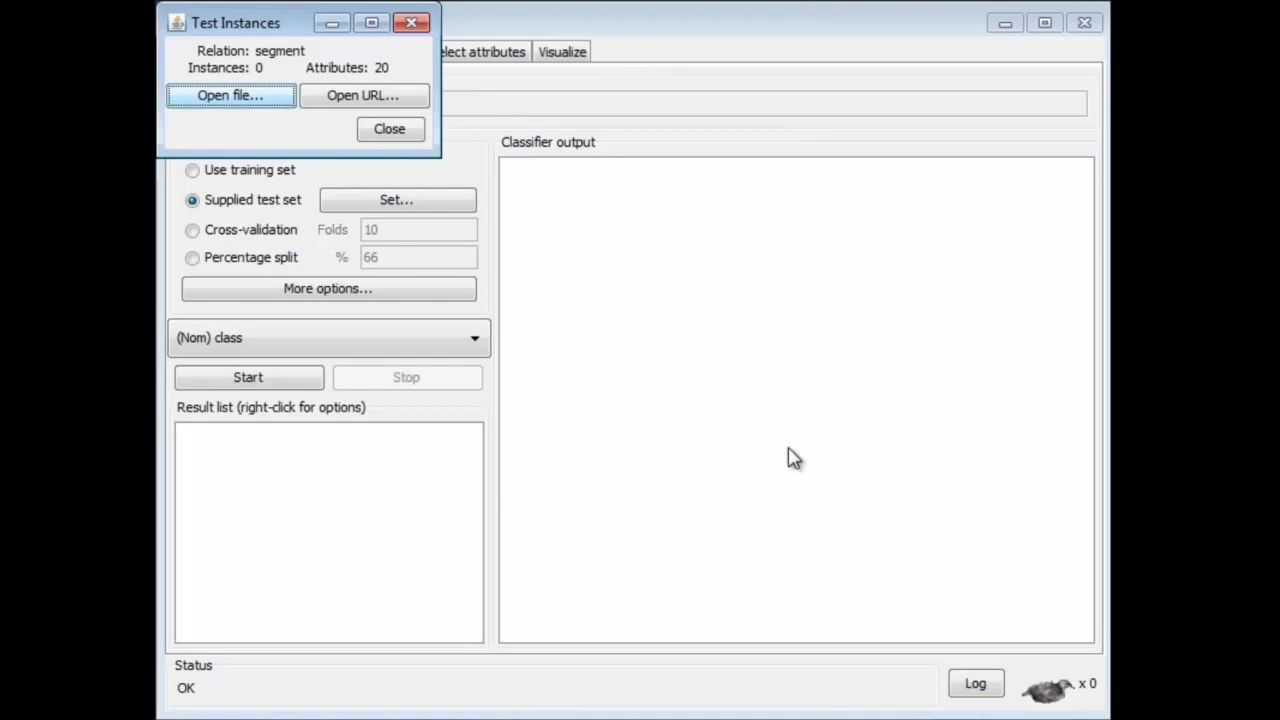 Test Instances
Relation: segment
Instances: 0 Attributes: 20
Open file... Open URL...
Close
attributes Visualize
Classifier output
Use training set
Supplied test set Set...
Cross-validation Folds 10
Percentage split % 66
More options...
(Nom) class
Start Stop
Result list (right-click for options)
Status
OK
Log x 0